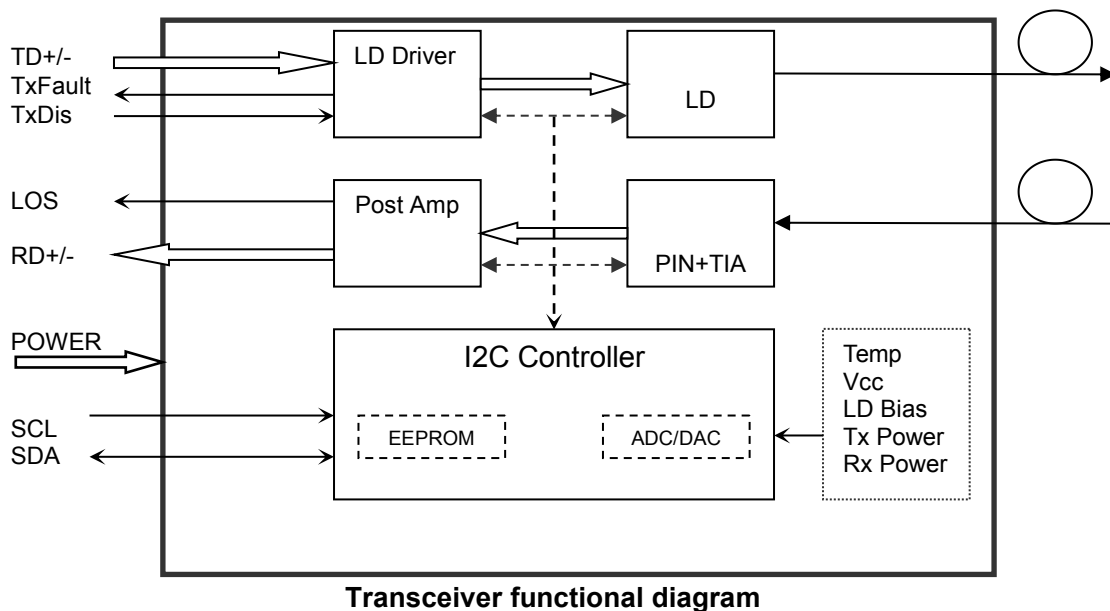 TD+/-
TxFault
TxDis
LD Driver
LD
LOS
RD+/-
Post Amp
PIN+TIA
POWER
SCL
SDA
I2C Controller
EEPROM
ADC/DAC
Temp
Vcc
LD Bias
Tx Power
Rx Power
Transceiver functional diagram